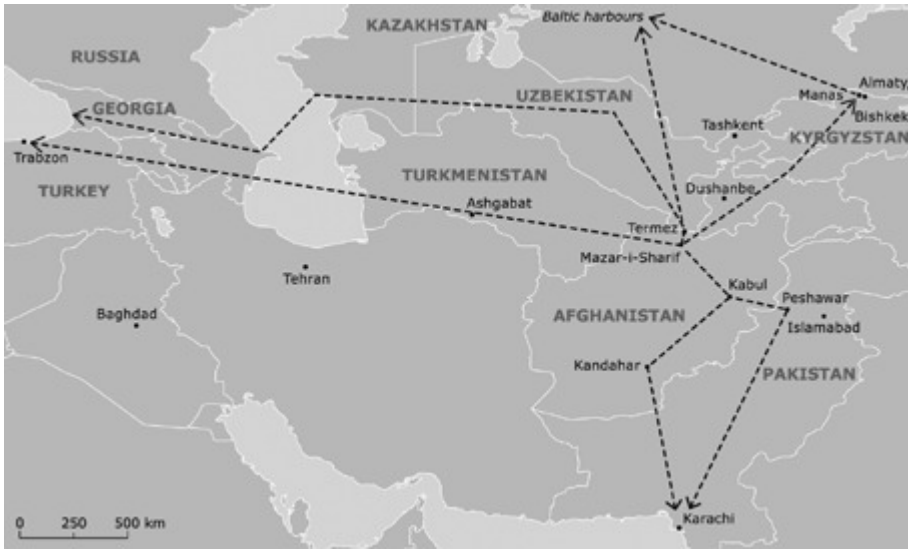 KAZAKHSTAN
Baltic harbours
RUSSIA
GEORGIA
UZBEKISTAN
Manas
Almaty,
Bishkek
Tashkent
KYRGYZSTAN
Trabzon
TURKEY
TURKMENISTAN
Ashgabat
Dushanbe
Termez
Mazar-i-Sharif
Tehran
Kabul
Peshawar
Baghdad
AFGHANISTAN
Islamabad
Kandahar
PAKISTAN
0 250 500 km
Karachi